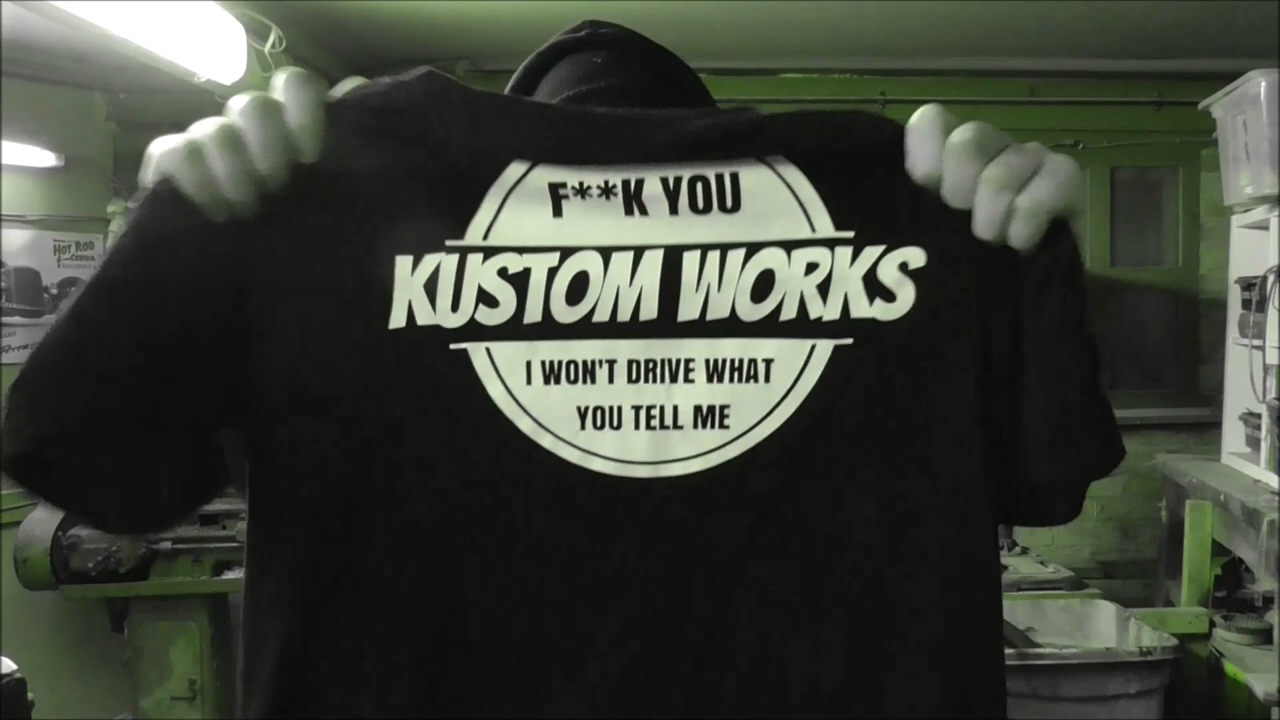 F**K YOU
KUSTOM WORKS
I WON'T DRIVE WHAT
YOU TELL ME
HOT ROD